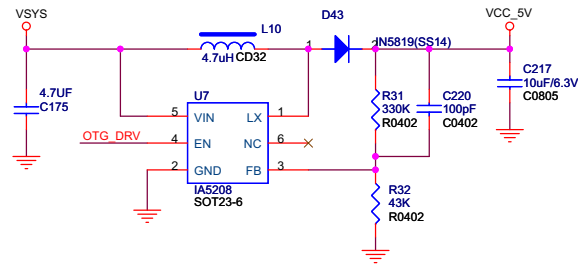 VSYS
L10
4.7uH CD32
D43
1
2
IN5819(SS14)
VCC_5V
4.7UF
C175
C217
10uF/6.3V
C0805
U7
5 VIN LX 1
OTG_DRV 4 EN NC 6
2 GND FB 3
IA5208
SOT23-6
R31
330K
R0402
C220
100pF
C0402
R32
43K
R0402